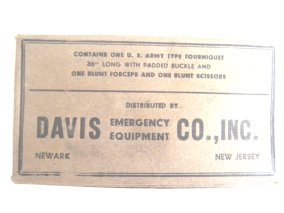 CONTAINS ONE U. S. ARMY TYPE TOURNIQUET
36" LONG WITH PADDED BUCKLE AND
ONE BLUNT FORCEPS AND ONE BLUNT SCISSORS
DISTRIBUTED BY
DAVIS EMERGENCY EQUIPMENT CO., INC.
NEWARK NEW JERSEY